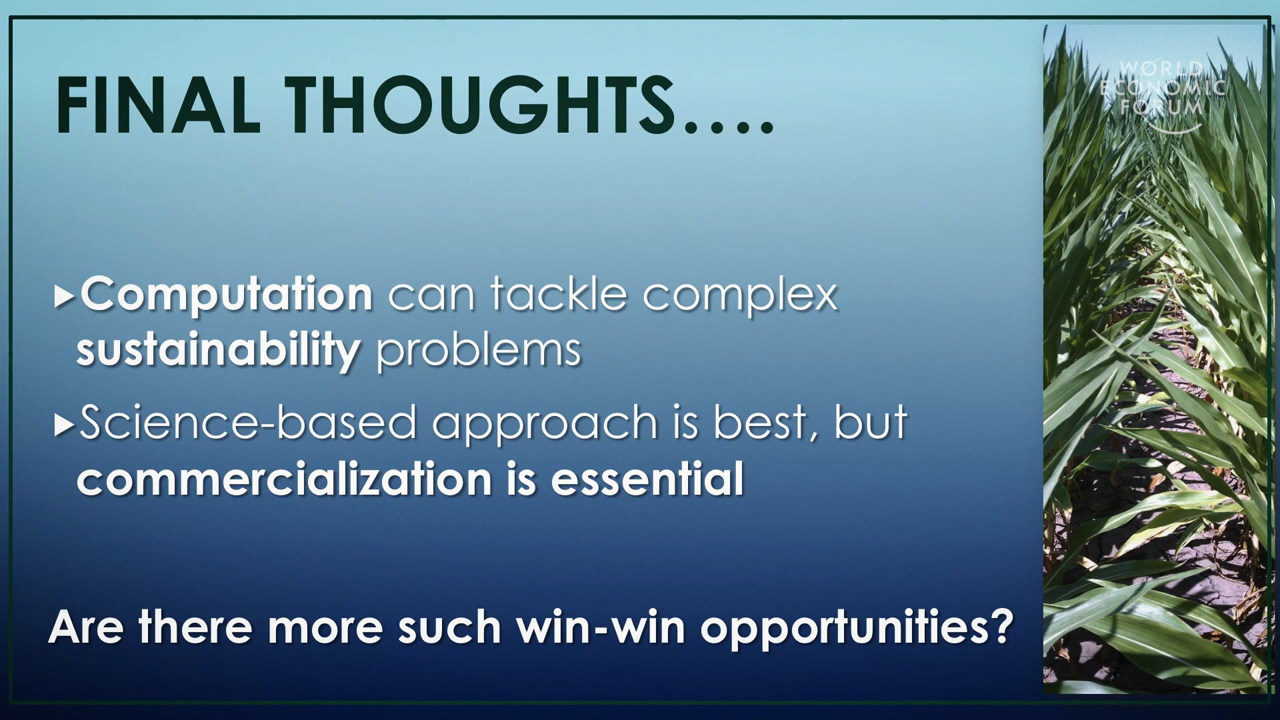 FINAL THOUGHTS....
WORLD
ECONOMIC
FORUM
▸Computation can tackle complex
sustainability problems
▸Science-based approach is best, but
commercialization is essential
Are there more such win-win opportunities?